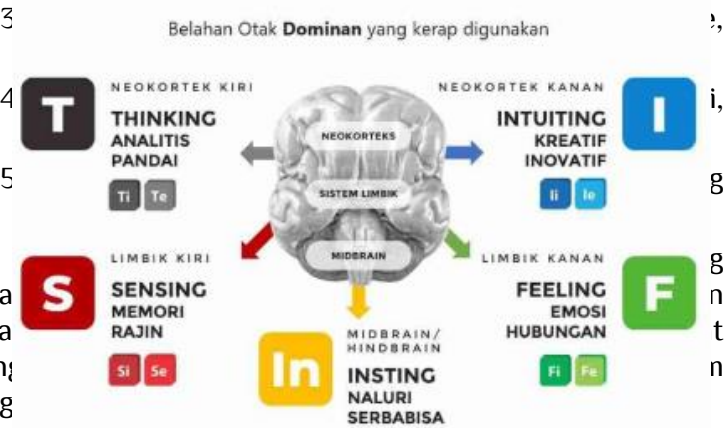 Belahan Otak Dominan yang kerap digunakan
T
NEOKORTEK KIRI
THINKING
ANALITIS
PANDAI
Ti Te
NEOKORTEK KANAN
INTUITING
KREATIF
INOVATIF
I
Ii Ie
NEOKORTEKS
SISTEM LIMBIK
MIDBRAIN
S
LIMBIK KIRI
SENSING
MEMORI
RAJIN
Si Se
LIMBIK KANAN
FEELING
EMOSI
HUBUNGAN
F
Fi Fe
In
MIDBRAIN/
HINDBRAIN
INSTING
NALURI
SERBABISA